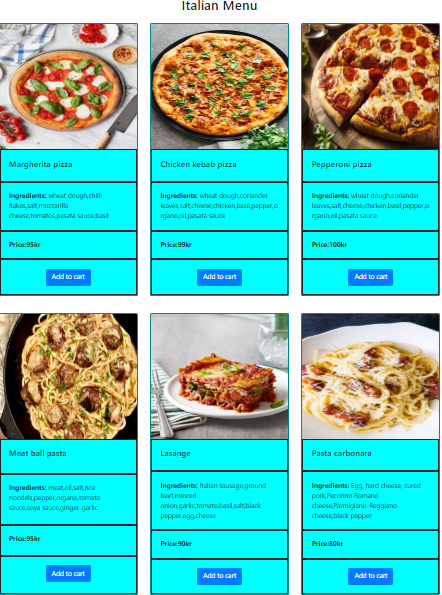 Italian Menu
Margherita pizza
Ingredients: wheat dough,chilli
flakes,salt,mozzarilla
cheese,tomatos,pasata sauce,basil
Price:95kr
Add to cart
Chicken kebab pizza
Ingredients: wheat dough,coriander
leaves,salt,cheese,chicken,basil,pepper,o
rgano,oil,pasata sauce
Price:99kr
Add to cart
Pepperoni pizza
Ingredients: wheat dough,coriander
leaves,salt,cheese,chicken,basil,pepper,o
rgano,oil,pasata sauce
Price:100kr
Add to cart
Meat ball pasta
Ingredients: meat,oil,salt,rice
noodels,pepper,organo,tomato
sauce,soya sauce,ginger-garlic
Price:95kr
Add to cart
Lasange
Ingredients: Italian sausage,ground
beef,minced
onion,garlic,tomato,basil,salt,black
pepper,egg,cheese
Price:90kr
Add to cart
Pasta carbonara
Ingredients: Egg, hard cheese, cured
pork,Pecorino Romano
cheese,Parmigiano-Reggiano
cheese,black pepper
Price:80kr
Add to cart